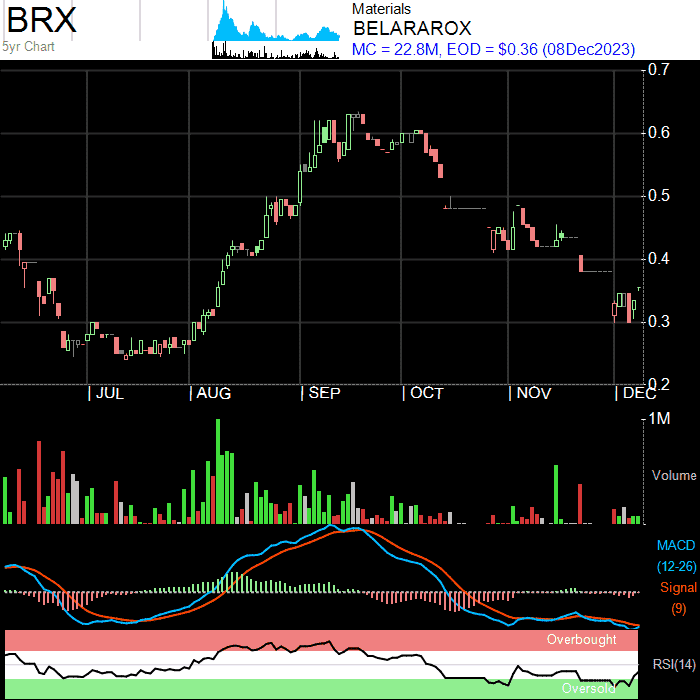 BRX
5yr Chart
Materials
BELARAROX
MC = 22.8M, EOD = $0.36 (08Dec2023)
0.7
0.6
0.5
0.4
0.3
0.2
JUL AUG SEP OCT NOV DEC
1M
Volume
MACD
(12-26)
Signal
(9)
Overbought
RSI(14)
Oversold